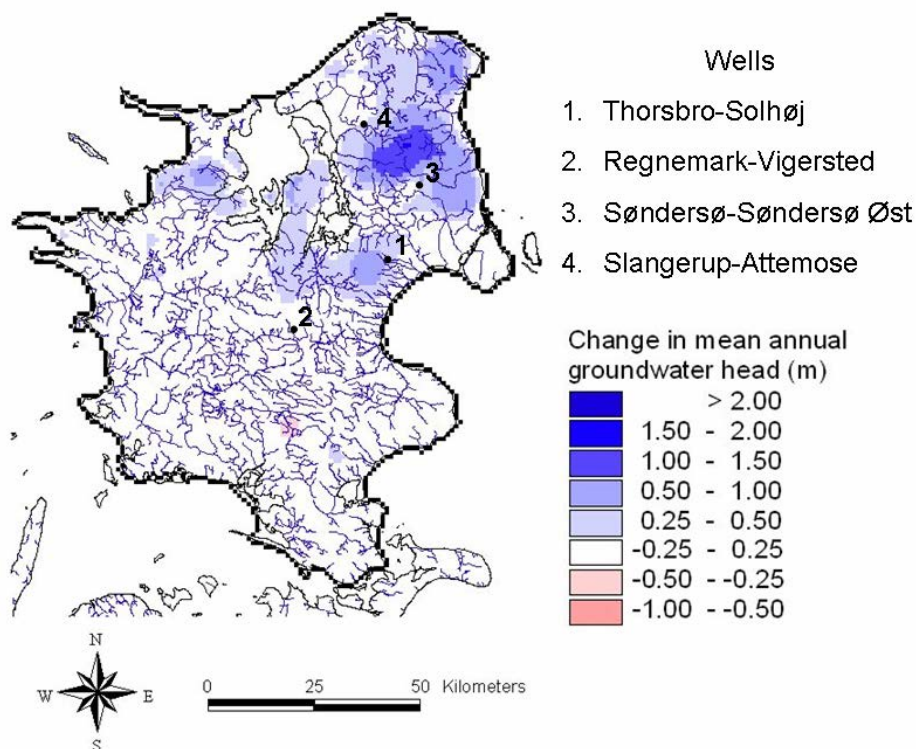 Wells
1. Thorsbro-Solhøj
2. Regnemark-Vigersted
3. Søndersø-Søndersø Øst
4. Slangerup-Attemose
4
3
1
2
Change in mean annual
groundwater head (m)
> 2.00
1.50 - 2.00
1.00 - 1.50
0.50 - 1.00
0.25 - 0.50
-0.25 - 0.25
-0.50 - -0.25
-1.00 - -0.50
N
W E
S
0 25 50 Kilometers